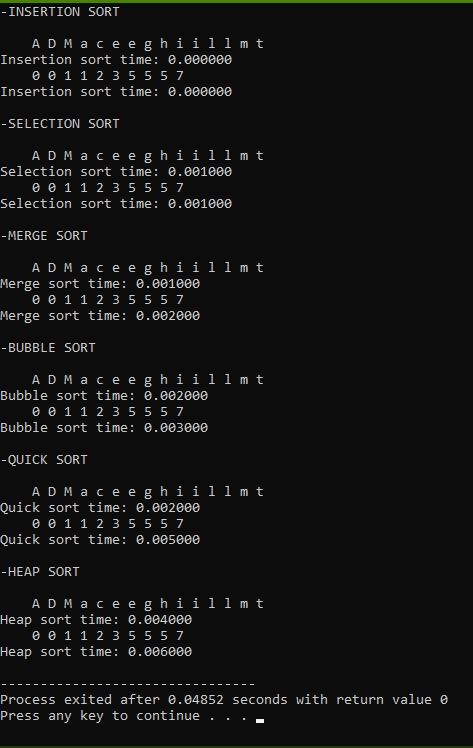 -INSERTION SORT
A D M a c e e g h i i l l m t
Insertion sort time: 0.000000
0 0 1 1 2 3 5 5 5 7
Insertion sort time: 0.000000
-SELECTION SORT
A D M a c e e g h i i l l m t
Selection sort time: 0.001000
0 0 1 1 2 3 5 5 5 7
Selection sort time: 0.001000
-MERGE SORT
A D M a c e e g h i i l l m t
Merge sort time: 0.001000
0 0 1 1 2 3 5 5 5 7
Merge sort time: 0.002000
-BUBBLE SORT
A D M a c e e g h i i l l m t
Bubble sort time: 0.002000
0 0 1 1 2 3 5 5 5 7
Bubble sort time: 0.003000
-QUICK SORT
A D M a c e e g h i i l l m t
Quick sort time: 0.002000
0 0 1 1 2 3 5 5 5 7
Quick sort time: 0.005000
-HEAP SORT
A D M a c e e g h i i l l m t
Heap sort time: 0.004000
0 0 1 1 2 3 5 5 5 7
Heap sort time: 0.006000
--------------------------------
Process exited after 0.04852 seconds with return value 0
Press any key to continue . . .